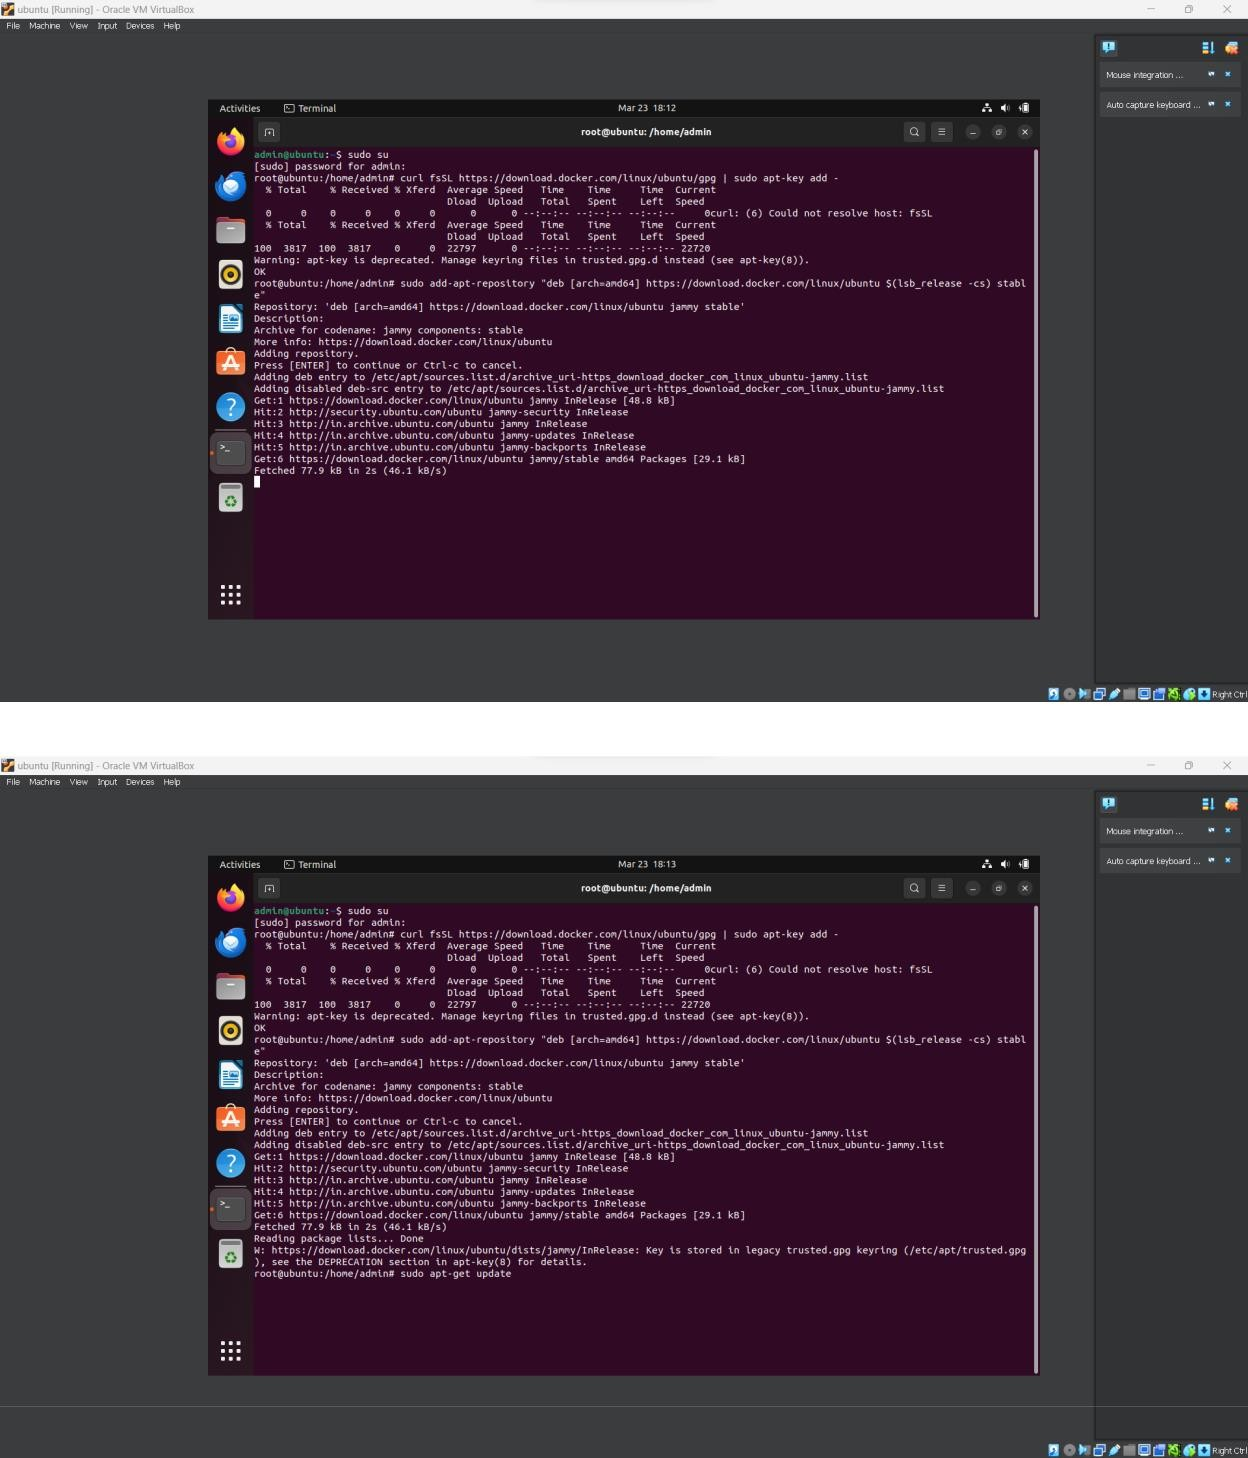 ubuntu [Running] - Oracle VM VirtualBox
File Machine View Input Devices Help
Mouse integration ...
Auto capture keyboard ...
Activities Terminal Mar 23 18:12
root@ubuntu: /home/admin
admin@ubuntu:~$ sudo su
[sudo] password for admin:
root@ubuntu:/home/admin# curl fsSL https://download.docker.com/linux/ubuntu/gpg | sudo apt-key add -
% Total % Received % Xferd Average Speed Time Time Time Current
Dload Upload Total Spent Left Speed
0 0 0 0 0 0 0 0 --:--:-- --:--:-- --:--:-- 0curl: (6) Could not resolve host: fsSL
% Total % Received % Xferd Average Speed Time Time Time Current
Dload Upload Total Spent Left Speed
100 3817 100 3817 0 0 22797 0 --:--:-- --:--:-- --:--:-- 22720
Warning: apt-key is deprecated. Manage keyring files in trusted.gpg.d instead (see apt-key(8)).
OK
root@ubuntu:/home/admin# sudo add-apt-repository "deb [arch=amd64] https://download.docker.com/linux/ubuntu $(lsb_release -cs) stabl
e"
Repository: 'deb [arch=amd64] https://download.docker.com/linux/ubuntu jammy stable'
Description:
Archive for codename: jammy components: stable
More info: https://download.docker.com/linux/ubuntu
Adding repository.
Press [ENTER] to continue or Ctrl-c to cancel.
Adding deb entry to /etc/apt/sources.list.d/archive_uri-https_download_docker_com_linux_ubuntu-jammy.list
Adding disabled deb-src entry to /etc/apt/sources.list.d/archive_uri-https_download_docker_com_linux_ubuntu-jammy.list
Get:1 https://download.docker.com/linux/ubuntu jammy InRelease [48.8 kB]
Hit:2 http://security.ubuntu.com/ubuntu jammy-security InRelease
Hit:3 http://in.archive.ubuntu.com/ubuntu jammy InRelease
Hit:4 http://in.archive.ubuntu.com/ubuntu jammy-updates InRelease
Hit:5 http://in.archive.ubuntu.com/ubuntu jammy-backports InRelease
Get:6 https://download.docker.com/linux/ubuntu jammy/stable amd64 Packages [29.1 kB]
Fetched 77.9 kB in 2s (46.1 kB/s)
Right Ctrl
ubuntu [Running] - Oracle VM VirtualBox
File Machine View Input Devices Help
Mouse integration ...
Auto capture keyboard ...
Activities Terminal Mar 23 18:13
root@ubuntu: /home/admin
admin@ubuntu:~$ sudo su
[sudo] password for admin:
root@ubuntu:/home/admin# curl fsSL https://download.docker.com/linux/ubuntu/gpg | sudo apt-key add -
% Total % Received % Xferd Average Speed Time Time Time Current
Dload Upload Total Spent Left Speed
0 0 0 0 0 0 0 0 --:--:-- --:--:-- --:--:-- 0curl: (6) Could not resolve host: fsSL
% Total % Received % Xferd Average Speed Time Time Time Current
Dload Upload Total Spent Left Speed
100 3817 100 3817 0 0 22797 0 --:--:-- --:--:-- --:--:-- 22720
Warning: apt-key is deprecated. Manage keyring files in trusted.gpg.d instead (see apt-key(8)).
OK
root@ubuntu:/home/admin# sudo add-apt-repository "deb [arch=amd64] https://download.docker.com/linux/ubuntu $(lsb_release -cs) stabl
e"
Repository: 'deb [arch=amd64] https://download.docker.com/linux/ubuntu jammy stable'
Description:
Archive for codename: jammy components: stable
More info: https://download.docker.com/linux/ubuntu
Adding repository.
Press [ENTER] to continue or Ctrl-c to cancel.
Adding deb entry to /etc/apt/sources.list.d/archive_uri-https_download_docker_com_linux_ubuntu-jammy.list
Adding disabled deb-src entry to /etc/apt/sources.list.d/archive_uri-https_download_docker_com_linux_ubuntu-jammy.list
Get:1 https://download.docker.com/linux/ubuntu jammy InRelease [48.8 kB]
Hit:2 http://security.ubuntu.com/ubuntu jammy-security InRelease
Hit:3 http://in.archive.ubuntu.com/ubuntu jammy InRelease
Hit:4 http://in.archive.ubuntu.com/ubuntu jammy-updates InRelease
Hit:5 http://in.archive.ubuntu.com/ubuntu jammy-backports InRelease
Get:6 https://download.docker.com/linux/ubuntu jammy/stable amd64 Packages [29.1 kB]
Fetched 77.9 kB in 2s (46.1 kB/s)
Reading package lists... Done
W: https://download.docker.com/linux/ubuntu/dists/jammy/InRelease: Key is stored in legacy trusted.gpg keyring (/etc/apt/trusted.gpg
), see the DEPRECATION section in apt-key(8) for details.
root@ubuntu:/home/admin# sudo apt-get update
Right Ctrl